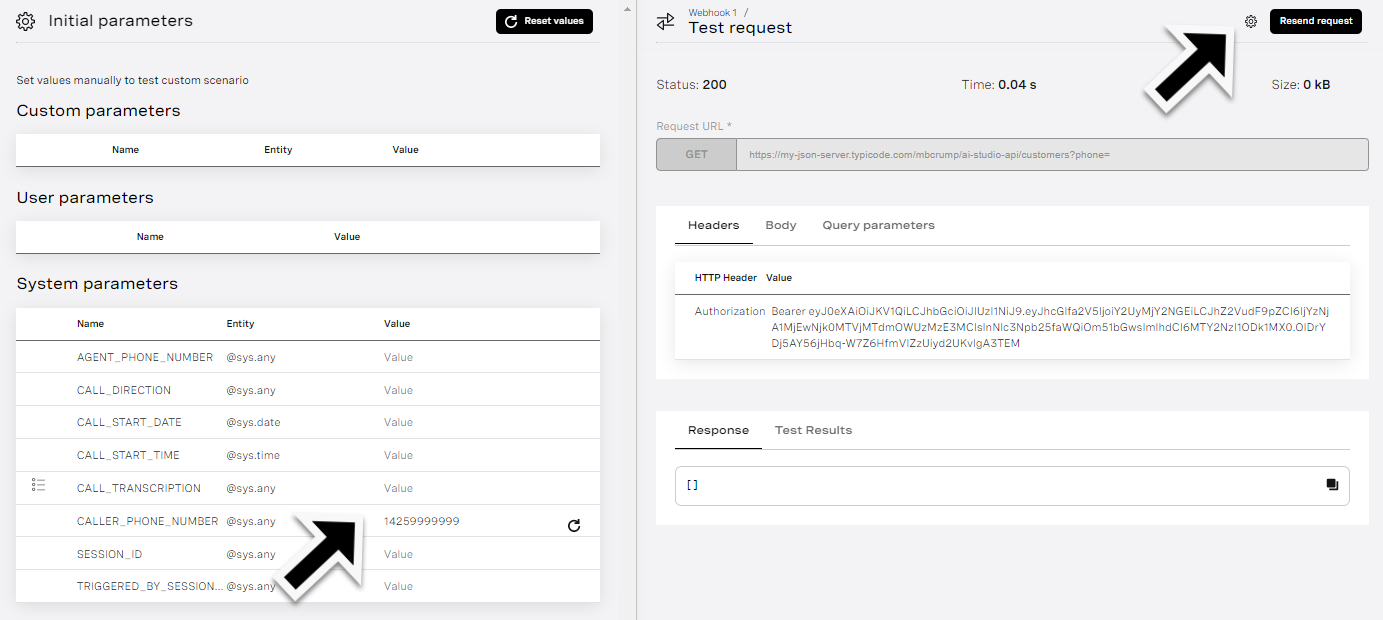 Initial parameters
Reset values
Set values manually to test custom scenario
Custom parameters
Name Entity Value
User parameters
Name Value
System parameters
Name Entity Value
AGENT_PHONE_NUMBER @sys.any Value
CALL_DIRECTION @sys.any Value
CALL_START_DATE @sys.date Value
CALL_START_TIME @sys.time Value
CALL_TRANSCRIPTION @sys.any Value
CALLER_PHONE_NUMBER @sys.any 14259999999
SESSION_ID @sys.any Value
TRIGGERED_BY_SESSION... @sys.any Value
Webhook 1 /
Test request
Resend request
Status: 200 Time: 0.04 s Size: 0 kB
Request URL *
GET https://my-json-server.typicode.com/mbcrump/ai-studio-api/customers?phone=
Headers Body Query parameters
HTTP Header Value
Authorization Bearer
Response Test Results
[]